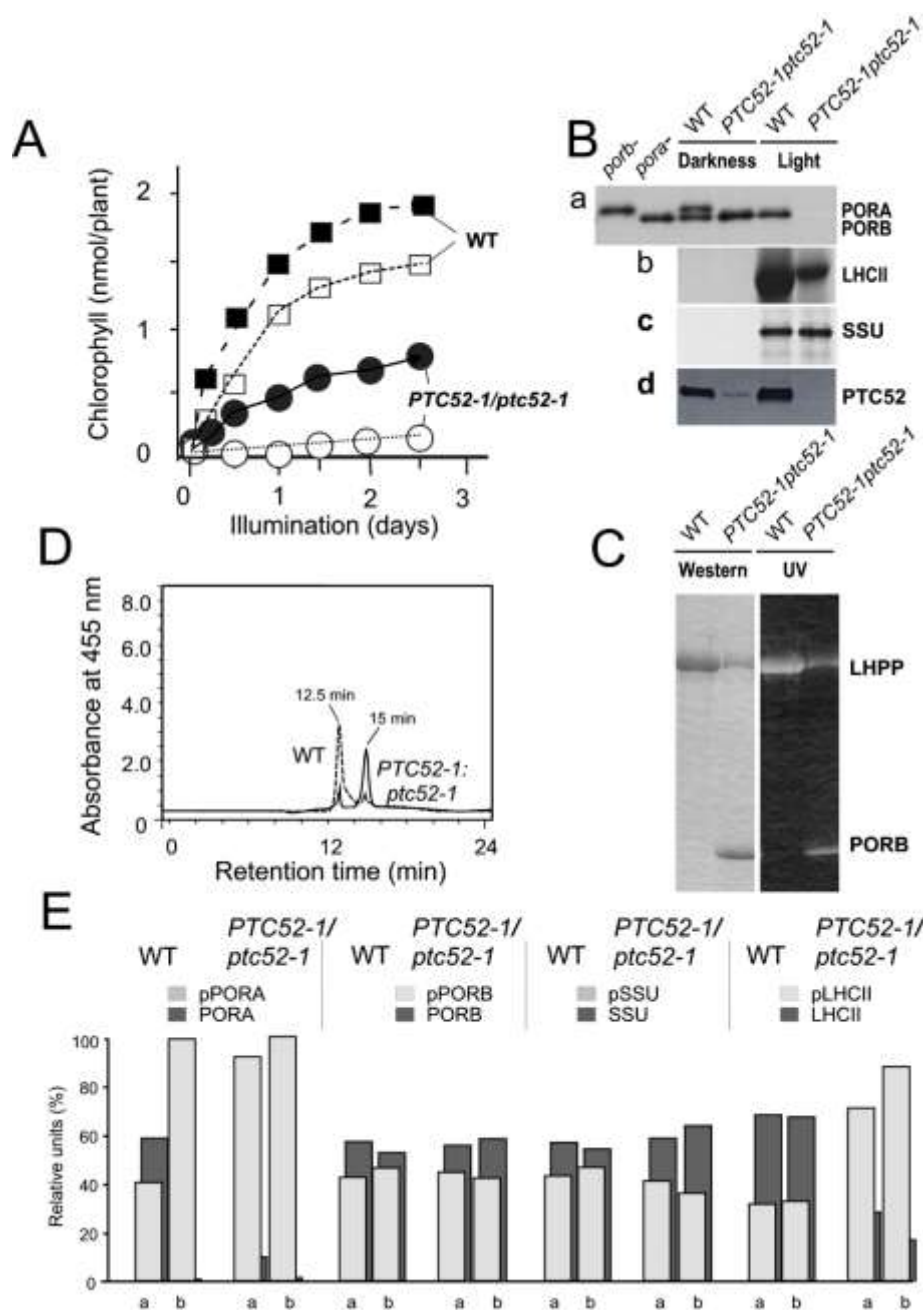 A
Chlorophyll (nmol/plant)
2
1
0
WT
PTC52-1/ptc52-1
0 1 2 3
Illumination (days)
B
porb-
pora-
WT
PTC52-1ptc52-1
WT
PTC52-1ptc52-1
Darkness
Light
a
PORA
PORB
b
LHCII
c
SSU
d
PTC52
C
WT
PTC52-1ptc52-1
WT
PTC52-1ptc52-1
Western
UV
LHPP
PORB
D
Absorbance at 455 nm
8.0
6.0
4.0
2.0
0
12.5 min
15 min
WT
PTC52-1:
ptc52-1
0 12 24
Retention time (min)
E
WT
PTC52-1/
ptc52-1
pPORA
PORA
WT
PTC52-1/
ptc52-1
pPORB
PORB
WT
PTC52-1/
ptc52-1
pSSU
SSU
WT
PTC52-1/
ptc52-1
pLHCII
LHCII
Relative units (%)
100
80
60
40
20
0
a b a b a b a b a b a b a b a b